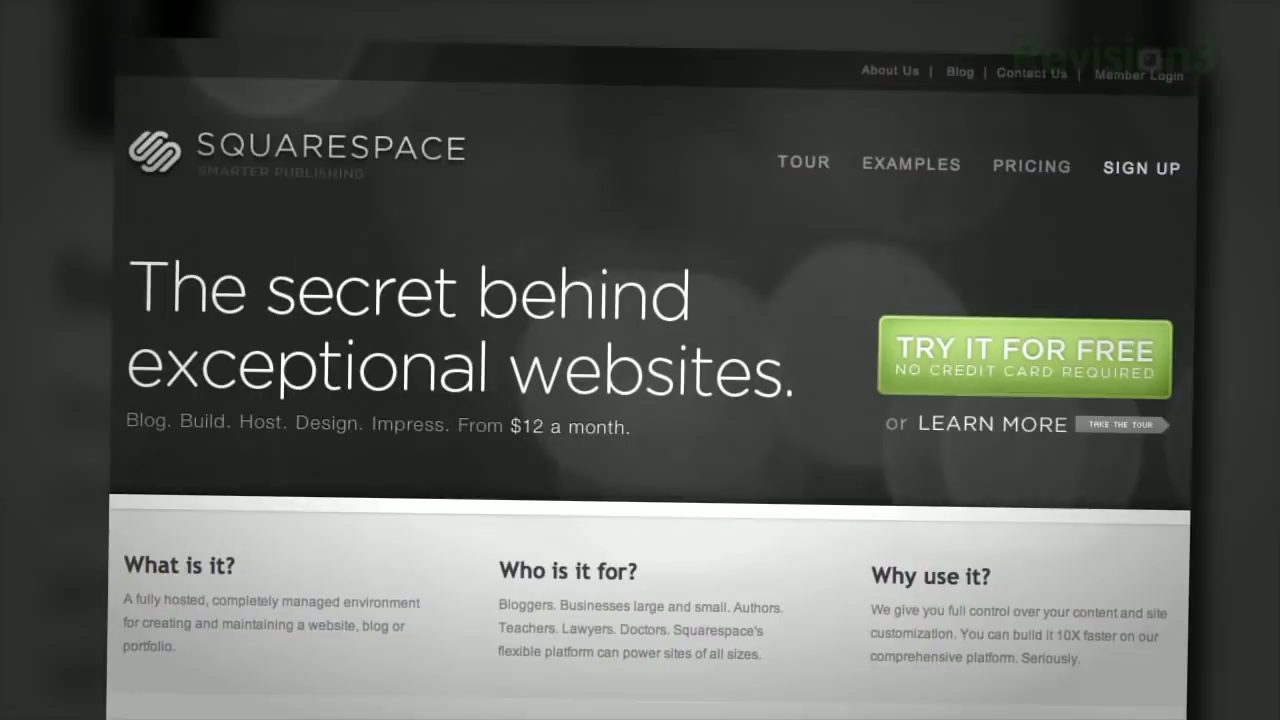 Revision3
About Us | Blog | Contact Us | Member Login
SQUARESPACE
SMARTER PUBLISHING
TOUR EXAMPLES PRICING SIGN UP
The secret behind
exceptional websites.
Blog. Build. Host. Design. Impress. From $12 a month.
TRY IT FOR FREE
NO CREDIT CARD REQUIRED
or LEARN MORE TAKE THE TOUR
What is it?
A fully hosted, completely managed environment
for creating and maintaining a website, blog or
portfolio.
Who is it for?
Bloggers. Businesses large and small. Authors.
Teachers. Lawyers. Doctors. Squarespace's
flexible platform can power sites of all sizes.
Why use it?
We give you full control over your content and site
customization. You can build it 10X faster on our
comprehensive platform. Seriously.